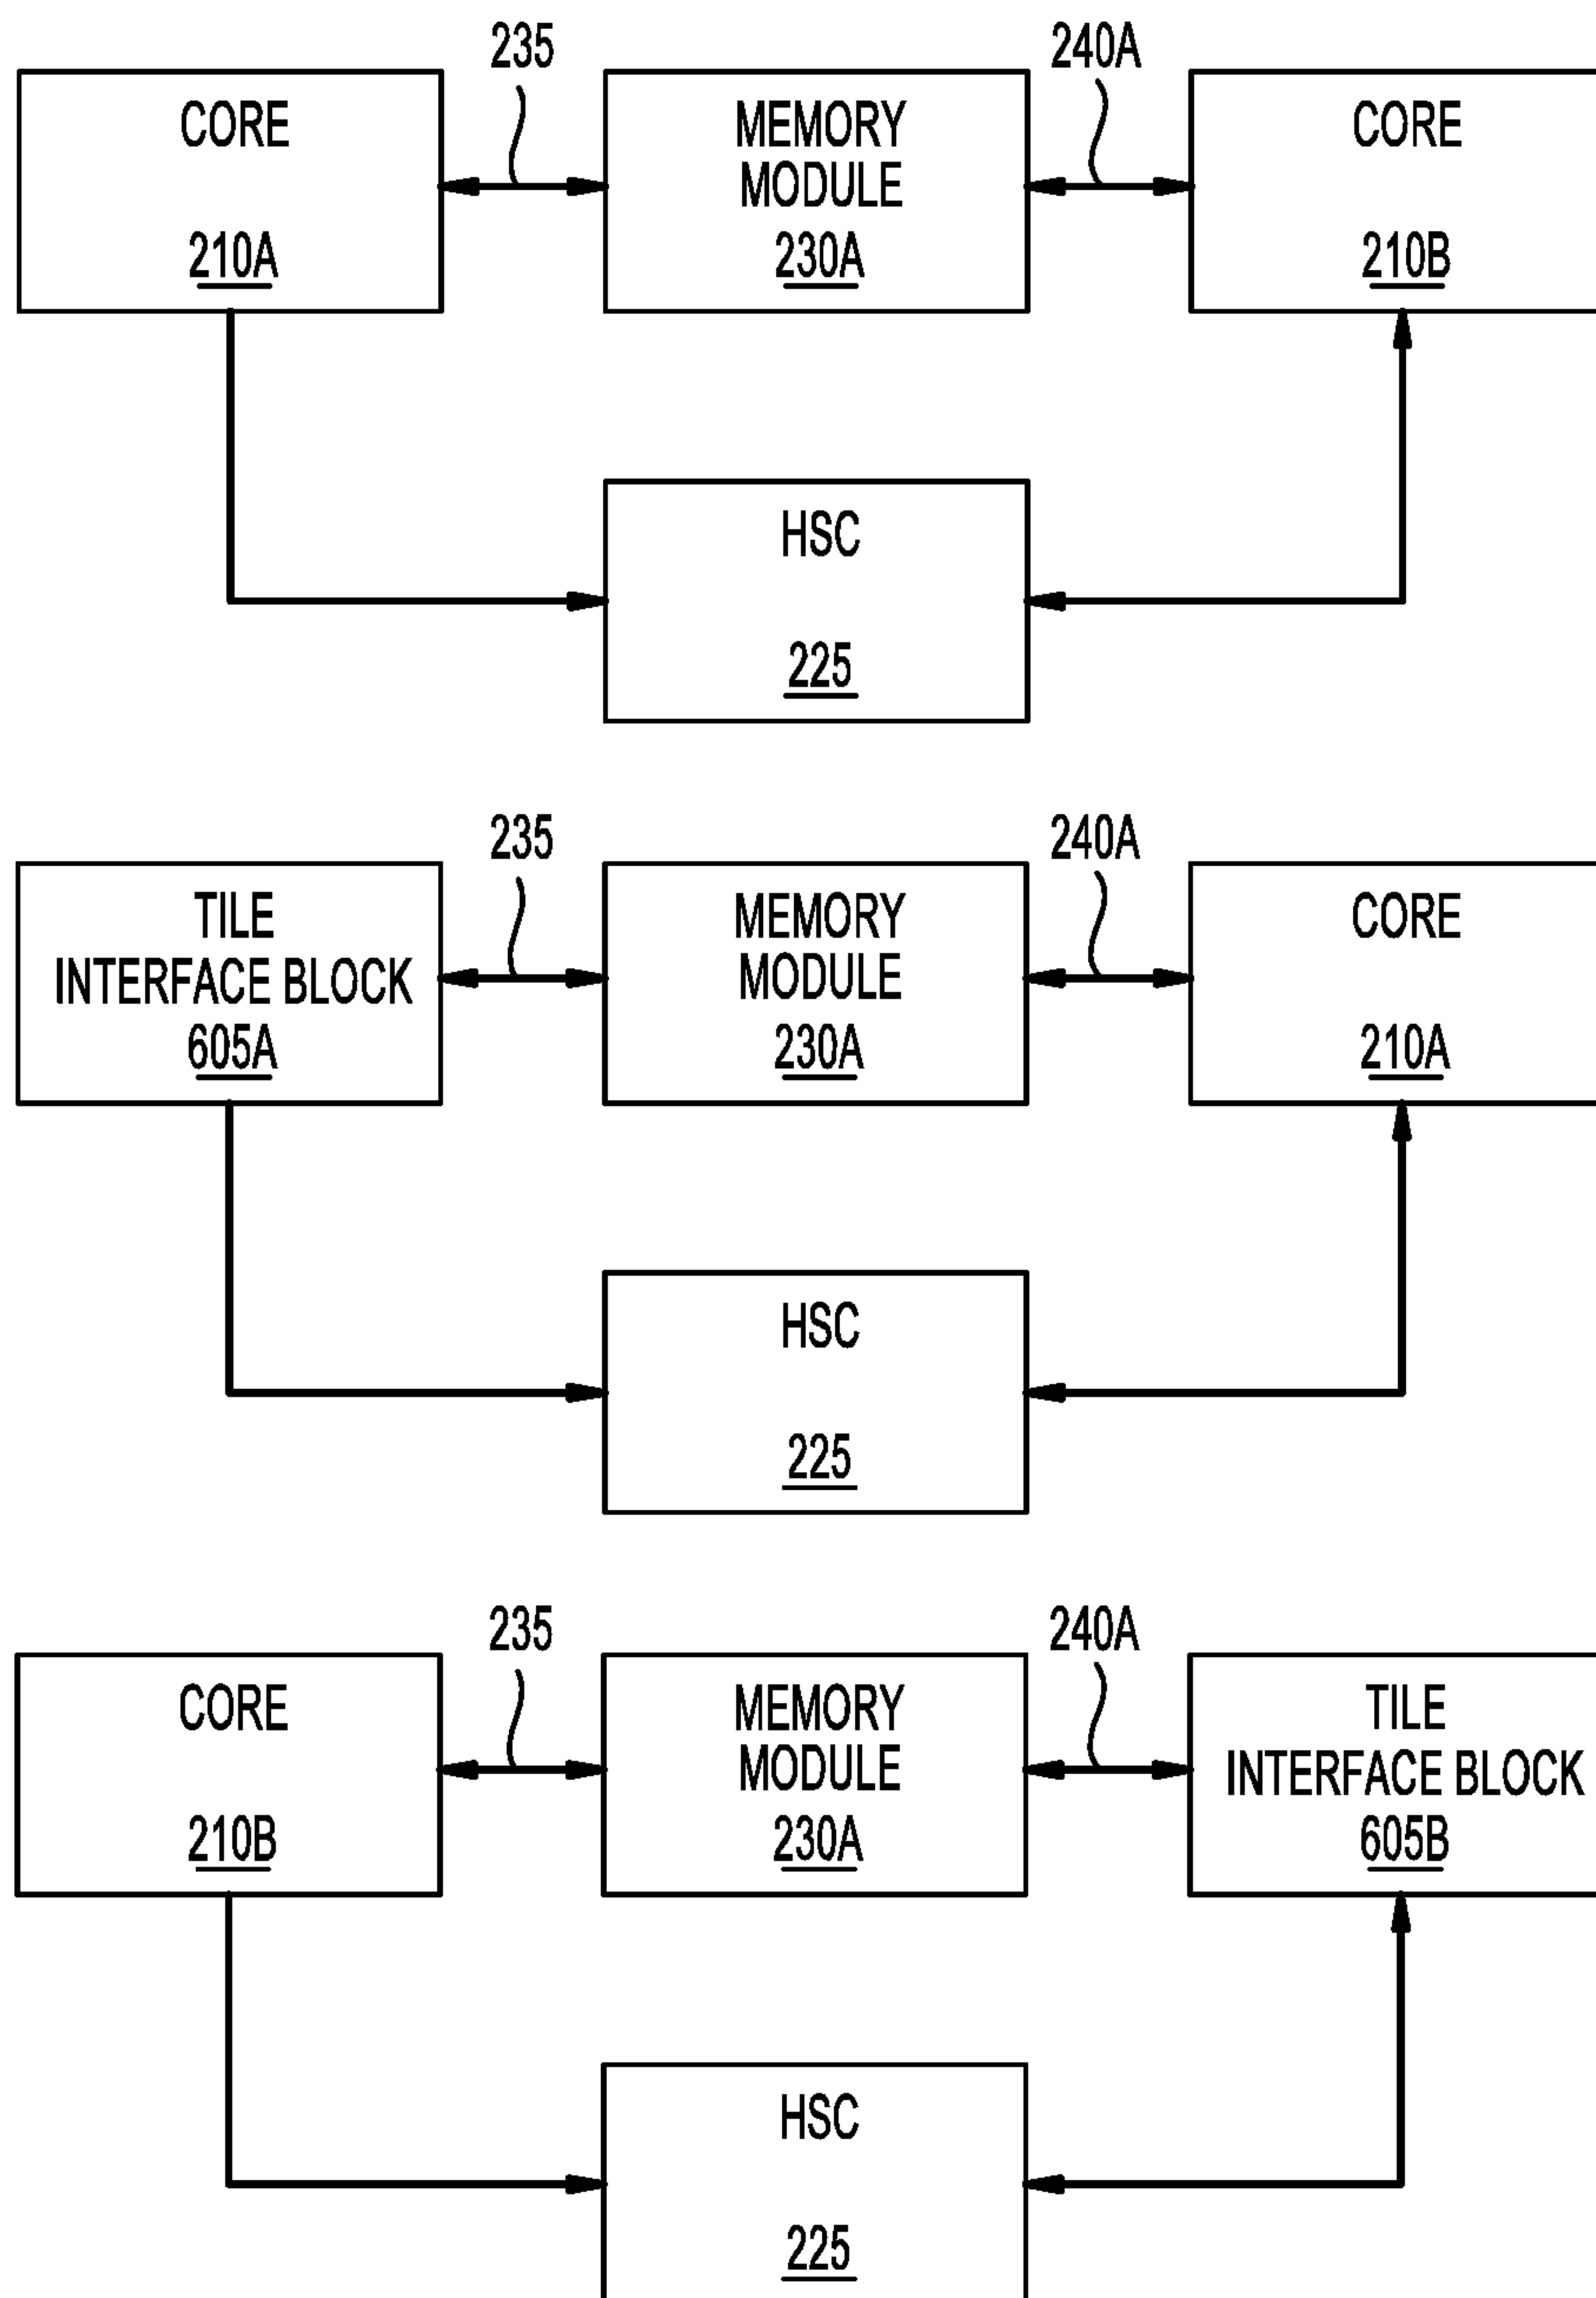 235
240A
CORE
210A
MEMORY
MODULE
230A
CORE
210B
HSC
225
235
240A
TILE
INTERFACE BLOCK
605A
MEMORY
MODULE
230A
CORE
210A
HSC
225
235
240A
CORE
210B
MEMORY
MODULE
230A
TILE
INTERFACE BLOCK
605B
HSC
225